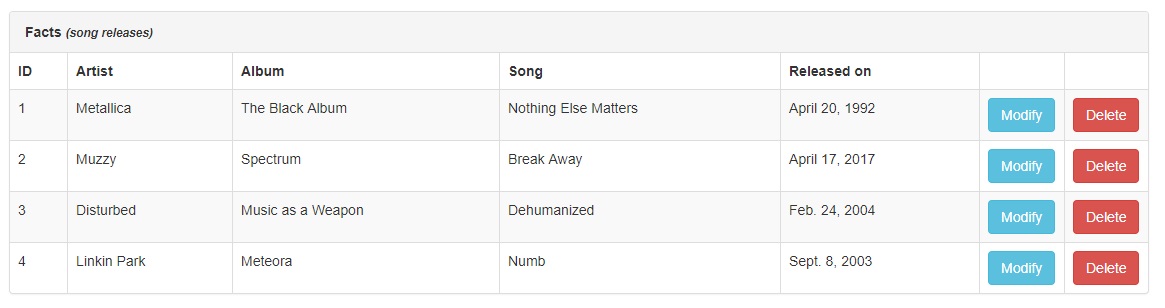 Facts (song releases)
ID Artist Album Song Released on
1 Metallica The Black Album Nothing Else Matters April 20, 1992 Modify Delete
2 Muzzy Spectrum Break Away April 17, 2017 Modify Delete
3 Disturbed Music as a Weapon Dehumanized Feb. 24, 2004 Modify Delete
4 Linkin Park Meteora Numb Sept. 8, 2003 Modify Delete